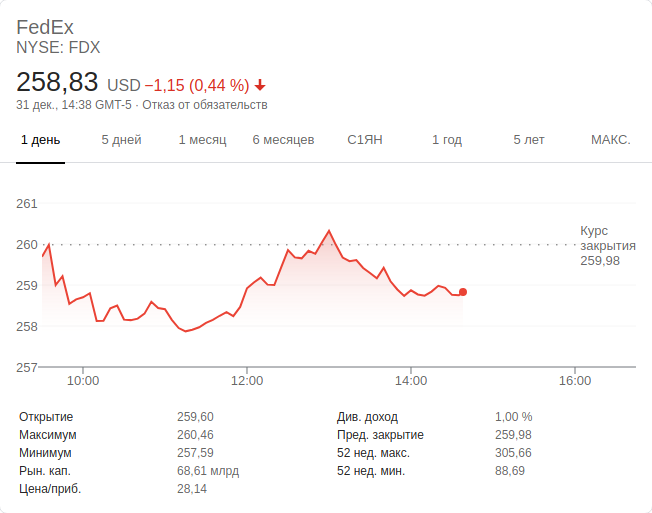 FedEx
NYSE: FDX
258,83 USD −1,15 (0,44 %)
31 дек., 14:38 GMT-5 · Отказ от обязательств
1 день 5 дней 1 месяц 6 месяцев С1ЯН 1 год 5 лет МАКС.
261
260
259
258
257
Курс
закрытия
259,98
10:00 12:00 14:00 16:00
Открытие 259,60
Максимум 260,46
Минимум 257,59
Рын. кап. 68,61 млрд
Цена/приб. 28,14
Див. доход 1,00 %
Пред. закрытие 259,98
52 нед. макс. 305,66
52 нед. мин. 88,69